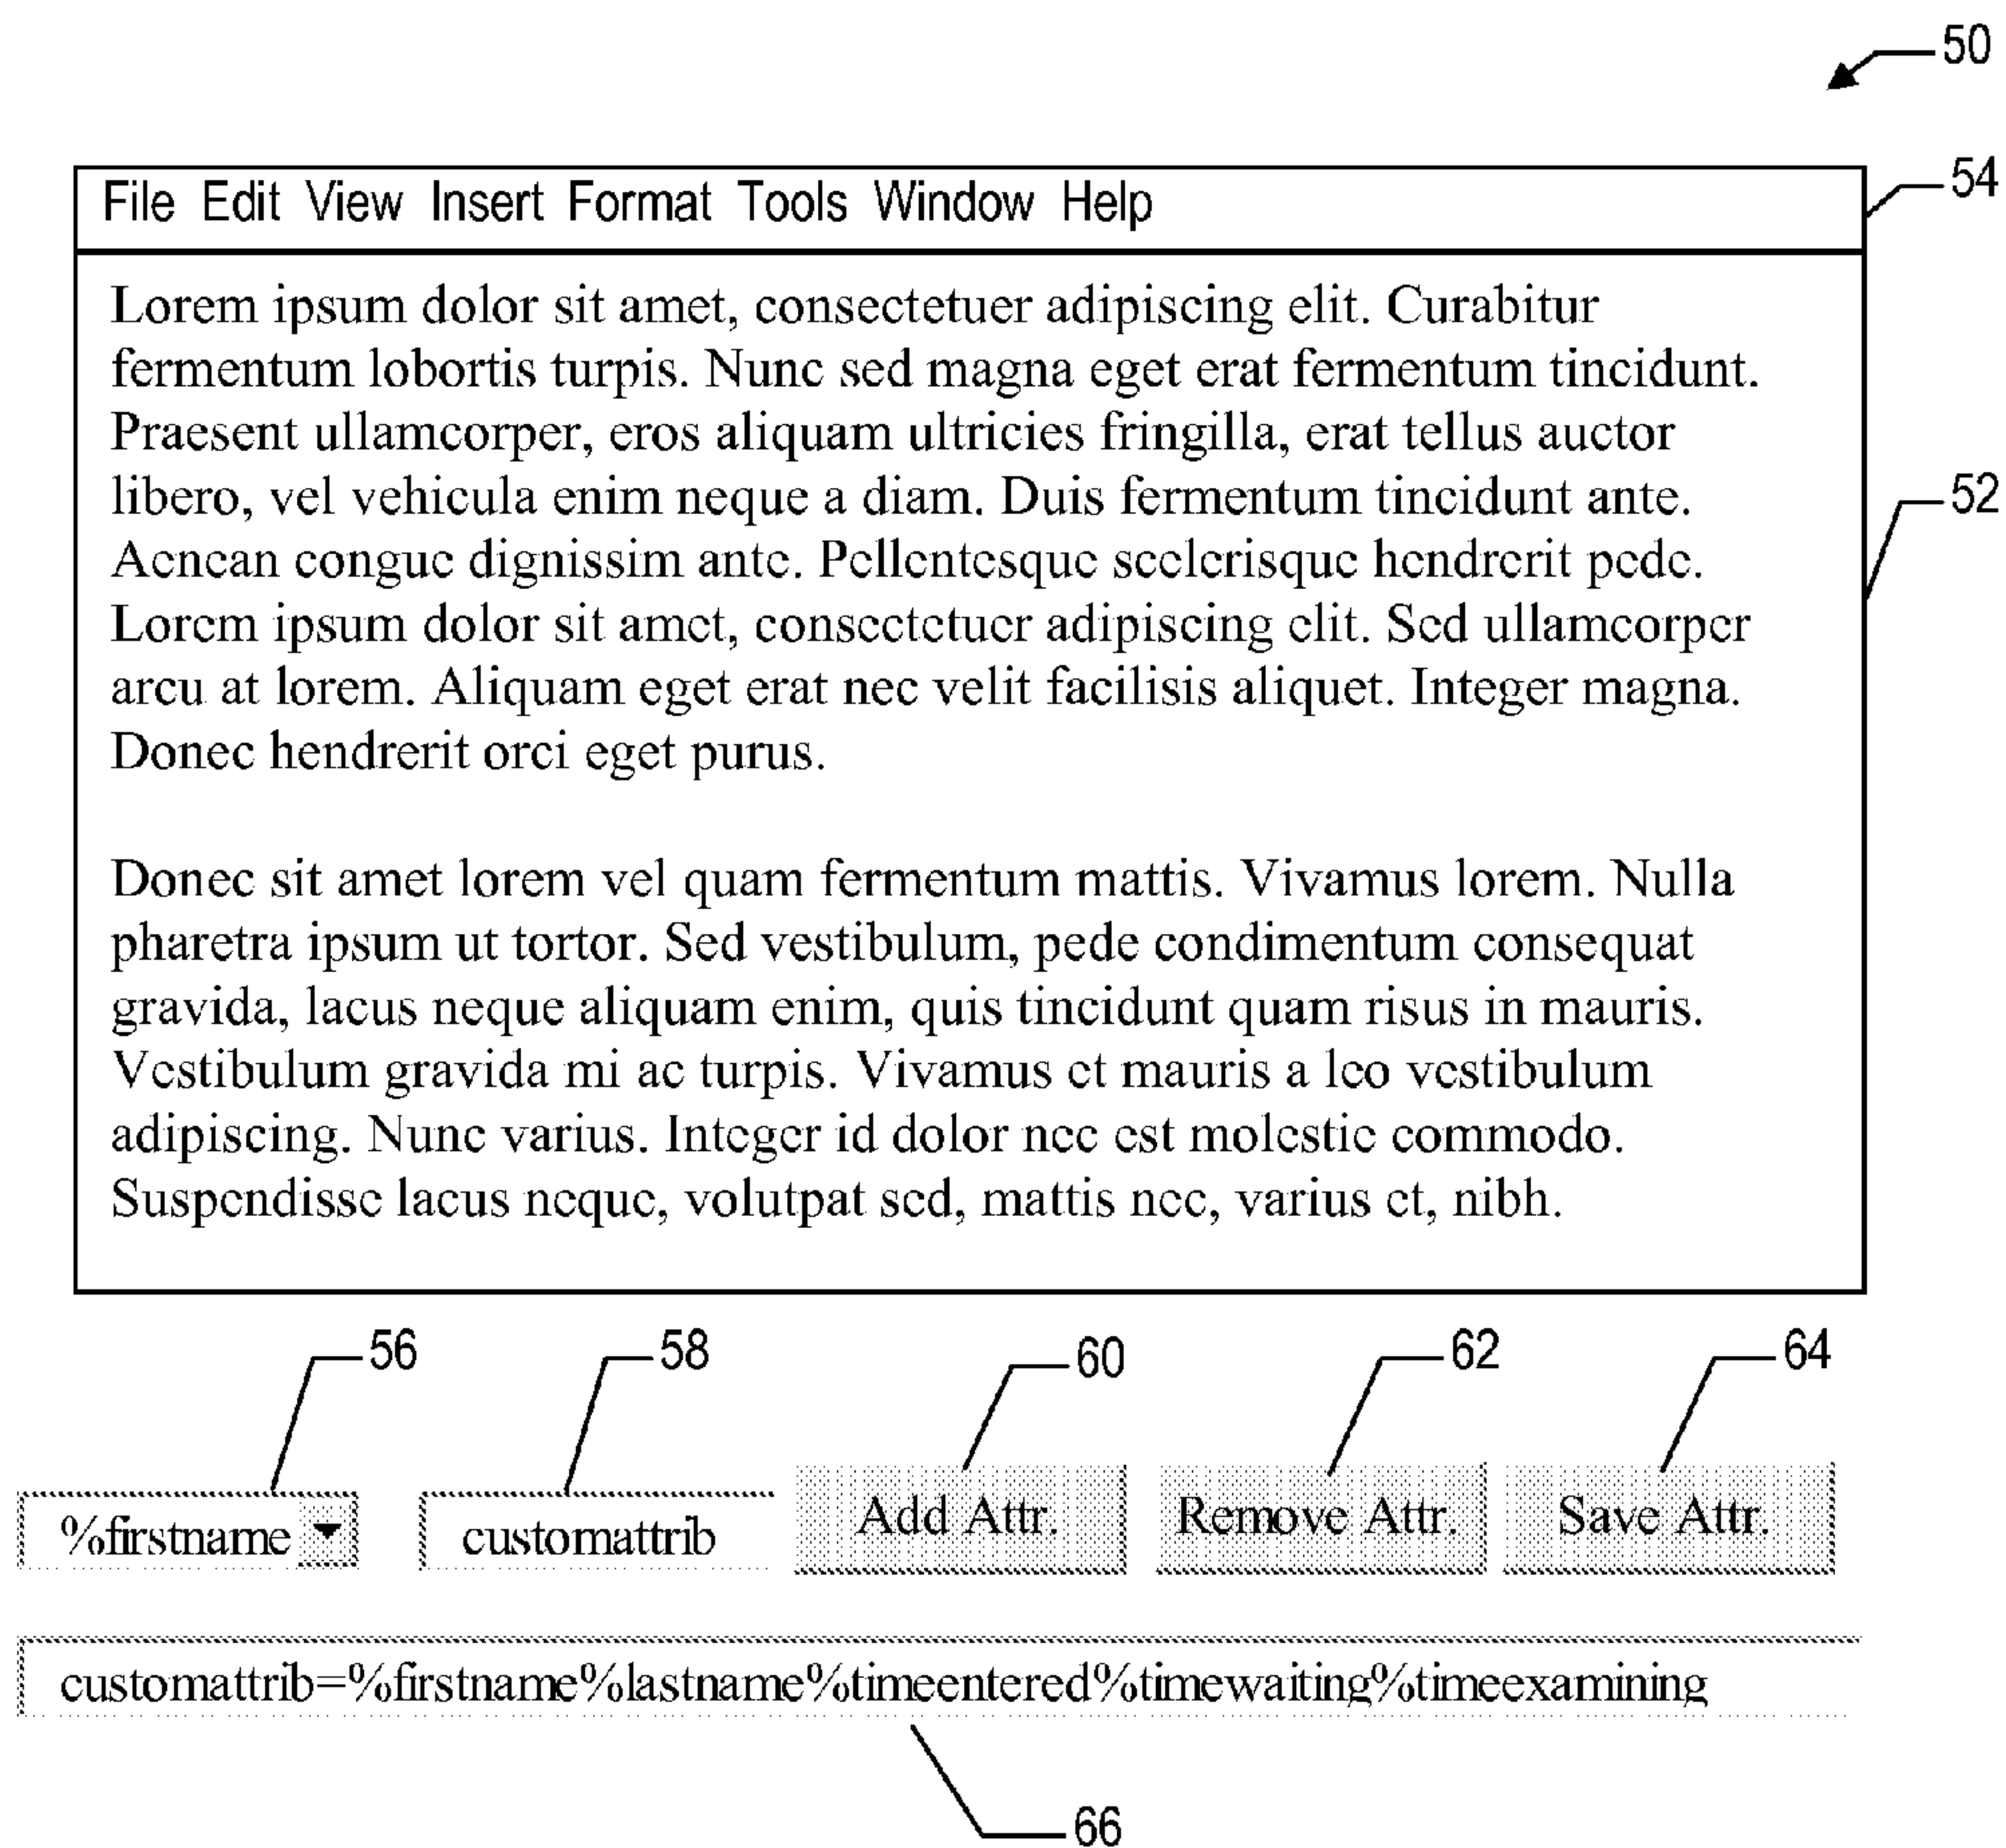 50
File Edit View Insert Format Tools Window Help
54
Lorem ipsum dolor sit amet, consectetuer adipiscing elit. Curabitur
fermentum lobortis turpis. Nunc sed magna eget erat fermentum tincidunt.
Praesent ullamcorper, eros aliquam ultricies fringilla, erat tellus auctor
libero, vel vehicula enim neque a diam. Duis fermentum tincidunt ante.
52
Aenean congue dignissim ante. Pellentesque scelerisque hendrerit pede.
Lorem ipsum dolor sit amet, consectetuer adipiscing elit. Sed ullamcorper
arcu at lorem. Aliquam eget erat nec velit facilisis aliquet. Integer magna.
Donec hendrerit orci eget purus.
Donec sit amet lorem vel quam fermentum mattis. Vivamus lorem. Nulla
pharetra ipsum ut tortor. Sed vestibulum, pede condimentum consequat
gravida, lacus neque aliquam enim, quis tincidunt quam risus in mauris.
Vestibulum gravida mi ac turpis. Vivamus et mauris a leo vestibulum
adipiscing. Nunc varius. Integer id dolor nec est molestie commodo.
Suspendisse lacus neque, volutpat sed, mattis nec, varius et, nibh.
56 58 60 62 64
%firstname customattrib Add Attr. Remove Attr. Save Attr.
customattrib=%firstname%lastname%timeentered%timewaiting%timeexamining
66